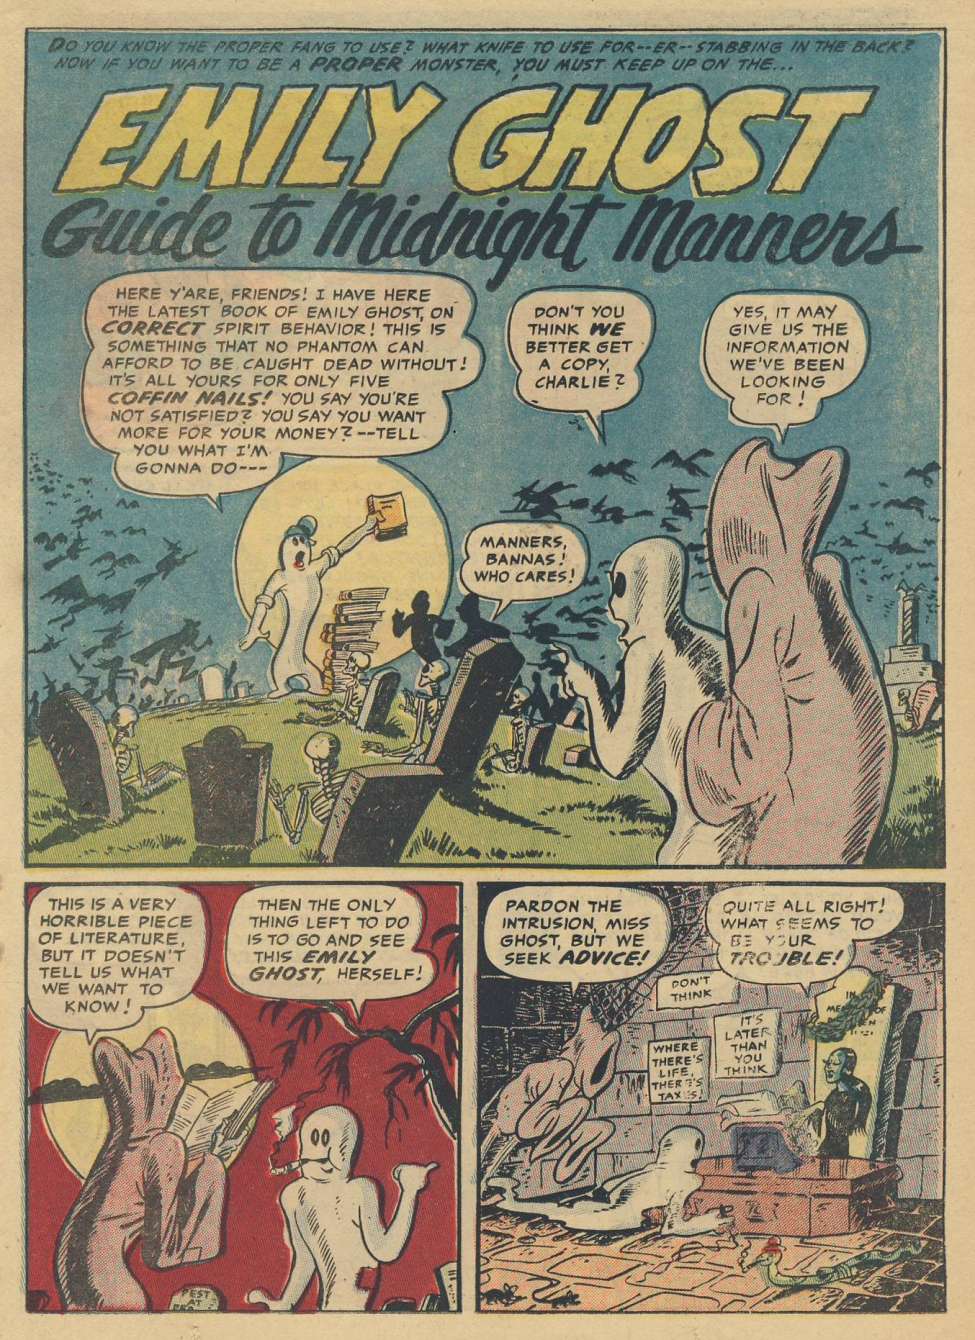 DO YOU KNOW THE PROPER FANG TO USE? WHAT KNIFE TO USE FOR--ER--STABBING IN THE BACK?
NOW IF YOU WANT TO BE A PROPER MONSTER, YOU MUST KEEP UP ON THE...
EMILY GHOST
Guide to Midnight Manners
HERE Y'ARE, FRIENDS! I HAVE HERE
THE LATEST BOOK OF EMILY GHOST, ON
CORRECT SPIRIT BEHAVIOR! THIS IS
SOMETHING THAT NO PHANTOM CAN
AFFORD TO BE CAUGHT DEAD WITHOUT!
IT'S ALL YOURS FOR ONLY FIVE
COFFIN NAILS! YOU SAY YOU'RE
NOT SATISFIED? YOU SAY YOU WANT
MORE FOR YOUR MONEY?--TELL
YOU WHAT I'M
GONNA DO---
DON'T YOU
THINK WE
BETTER GET
A COPY,
CHARLIE?
YES, IT MAY
GIVE US THE
INFORMATION
WE'VE BEEN
LOOKING
FOR!
MANNERS,
BANNAS!
WHO CARES!
THIS IS A VERY
HORRIBLE PIECE
OF LITERATURE,
BUT IT DOESN'T
TELL US WHAT
WE WANT TO
KNOW!
THEN THE ONLY
THING LEFT TO DO
IS TO GO AND SEE
THIS EMILY
GHOST, HERSELF!
PEST
AT
PARDON THE
INTRUSION, MISS
GHOST, BUT WE
SEEK ADVICE!
QUITE ALL RIGHT!
WHAT SEEMS TO
BE YOUR
TROUBLE!
DON'T
THINK
IT'S
LATER
THAN
YOU
THINK
WHERE
THERE'S
LIFE,
THERE'S
TAXES!
IN
OF